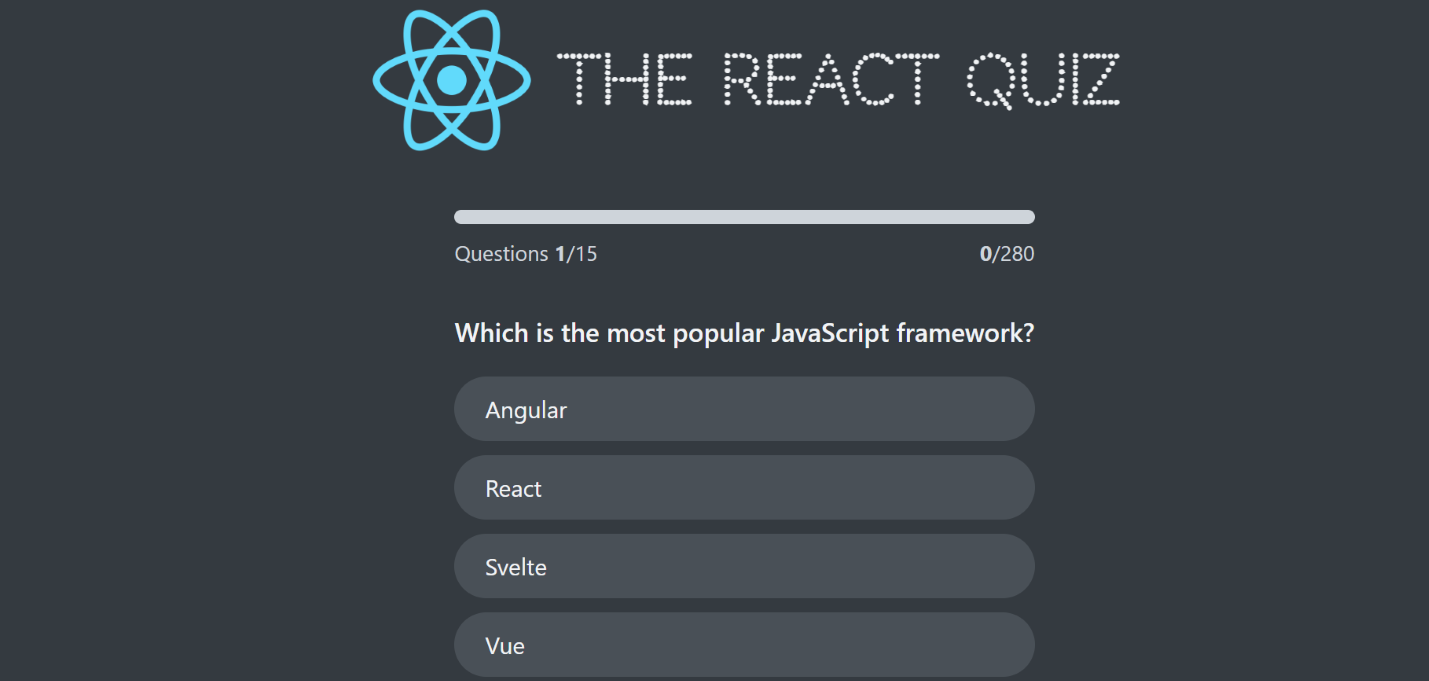 THE REACT QUIZ
Questions 1/15
0/280
Which is the most popular JavaScript framework?
Angular
React
Svelte
Vue